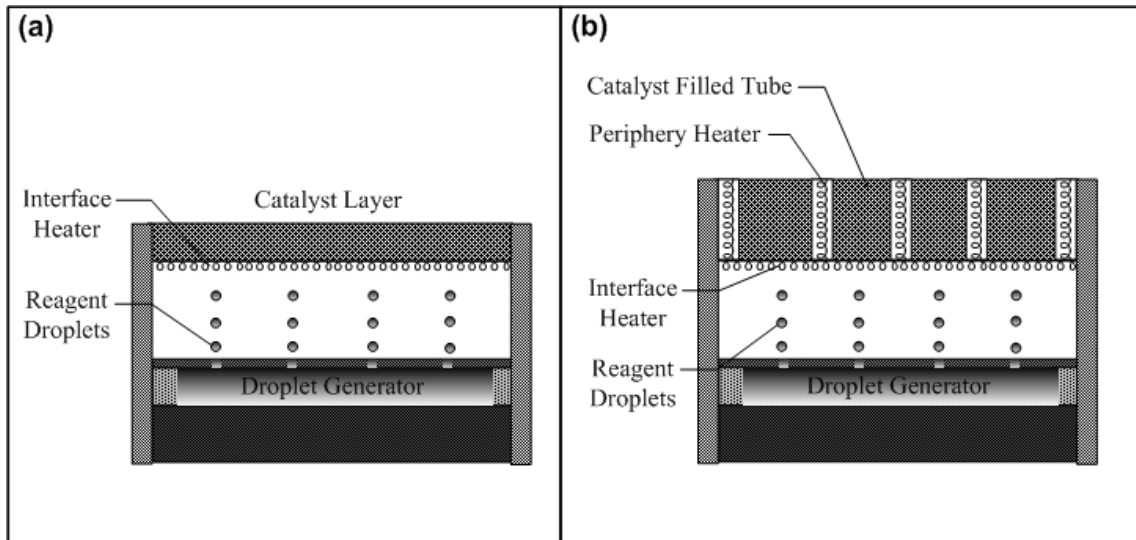 (a)
Interface
Heater
Catalyst Layer
Reagent
Droplets
Droplet Generator
(b)
Catalyst Filled Tube
Periphery Heater
Interface
Heater
Reagent
Droplets
Droplet Generator